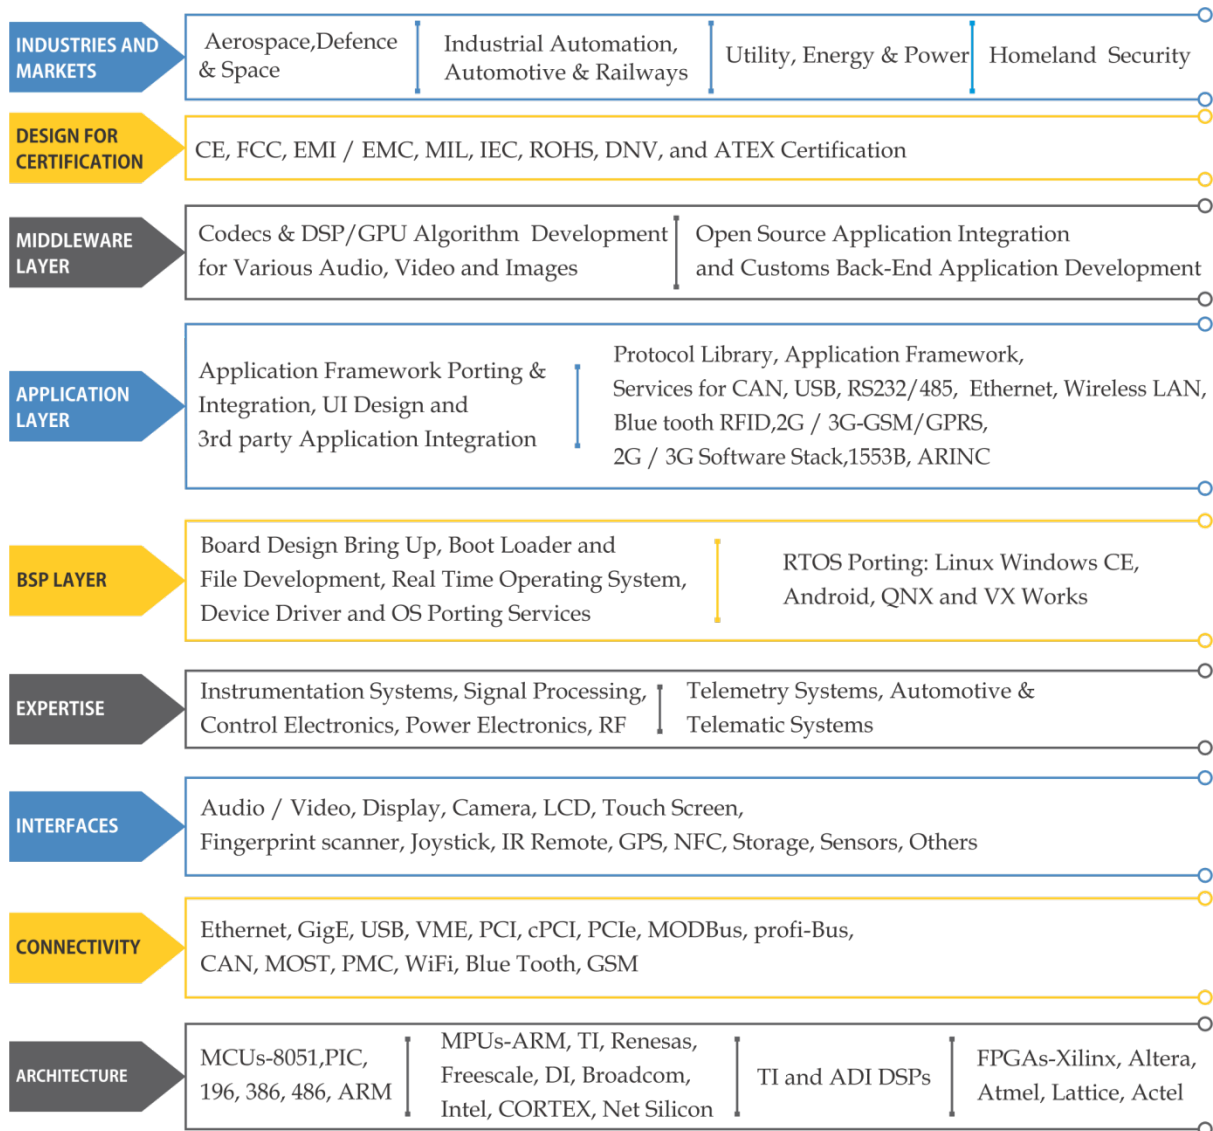 INDUSTRIES AND
MARKETS
Aerospace,Defence
& Space
Industrial Automation,
Automotive & Railways
Utility, Energy & Power
Homeland Security
DESIGN FOR
CERTIFICATION
CE, FCC, EMI / EMC, MIL, IEC, ROHS, DNV, and ATEX Certification
MIDDLEWARE
LAYER
Codecs & DSP/GPU Algorithm Development
for Various Audio, Video and Images
Open Source Application Integration
and Customs Back-End Application Development
APPLICATION
LAYER
Application Framework Porting &
Integration, UI Design and
3rd party Application Integration
Protocol Library, Application Framework,
Services for CAN, USB, RS232/485, Ethernet, Wireless LAN,
Blue tooth RFID,2G / 3G-GSM/GPRS,
2G / 3G Software Stack,1553B, ARINC
BSP LAYER
Board Design Bring Up, Boot Loader and
File Development, Real Time Operating System,
Device Driver and OS Porting Services
RTOS Porting: Linux Windows CE,
Android, QNX and VX Works
EXPERTISE
Instrumentation Systems, Signal Processing,
Control Electronics, Power Electronics, RF
Telemetry Systems, Automotive &
Telematic Systems
INTERFACES
Audio / Video, Display, Camera, LCD, Touch Screen,
Fingerprint scanner, Joystick, IR Remote, GPS, NFC, Storage, Sensors, Others
CONNECTIVITY
Ethernet, GigE, USB, VME, PCI, cPCI, PCIe, MODBus, profi-Bus,
CAN, MOST, PMC, WiFi, Blue Tooth, GSM
ARCHITECTURE
MCUs-8051,PIC,
196, 386, 486, ARM
MPUs-ARM, TI, Renesas,
Freescale, DI, Broadcom,
Intel, CORTEX, Net Silicon
TI and ADI DSPs
FPGAs-Xilinx, Altera,
Atmel, Lattice, Actel